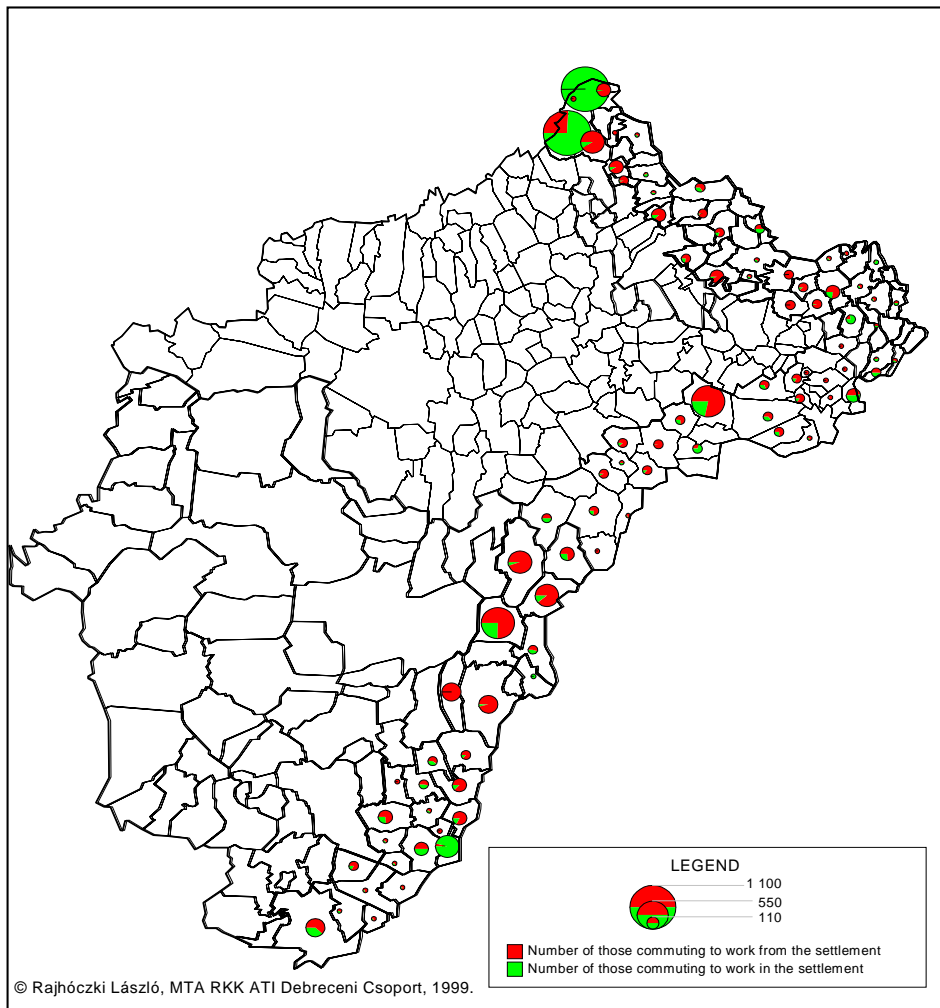 LEGEND
1 100
550
110
Number of those commuting to work from the settlement
Number of those commuting to work in the settlement
© Rajhóczki László, MTA RKK ATI Debreceni Csoport, 1999.